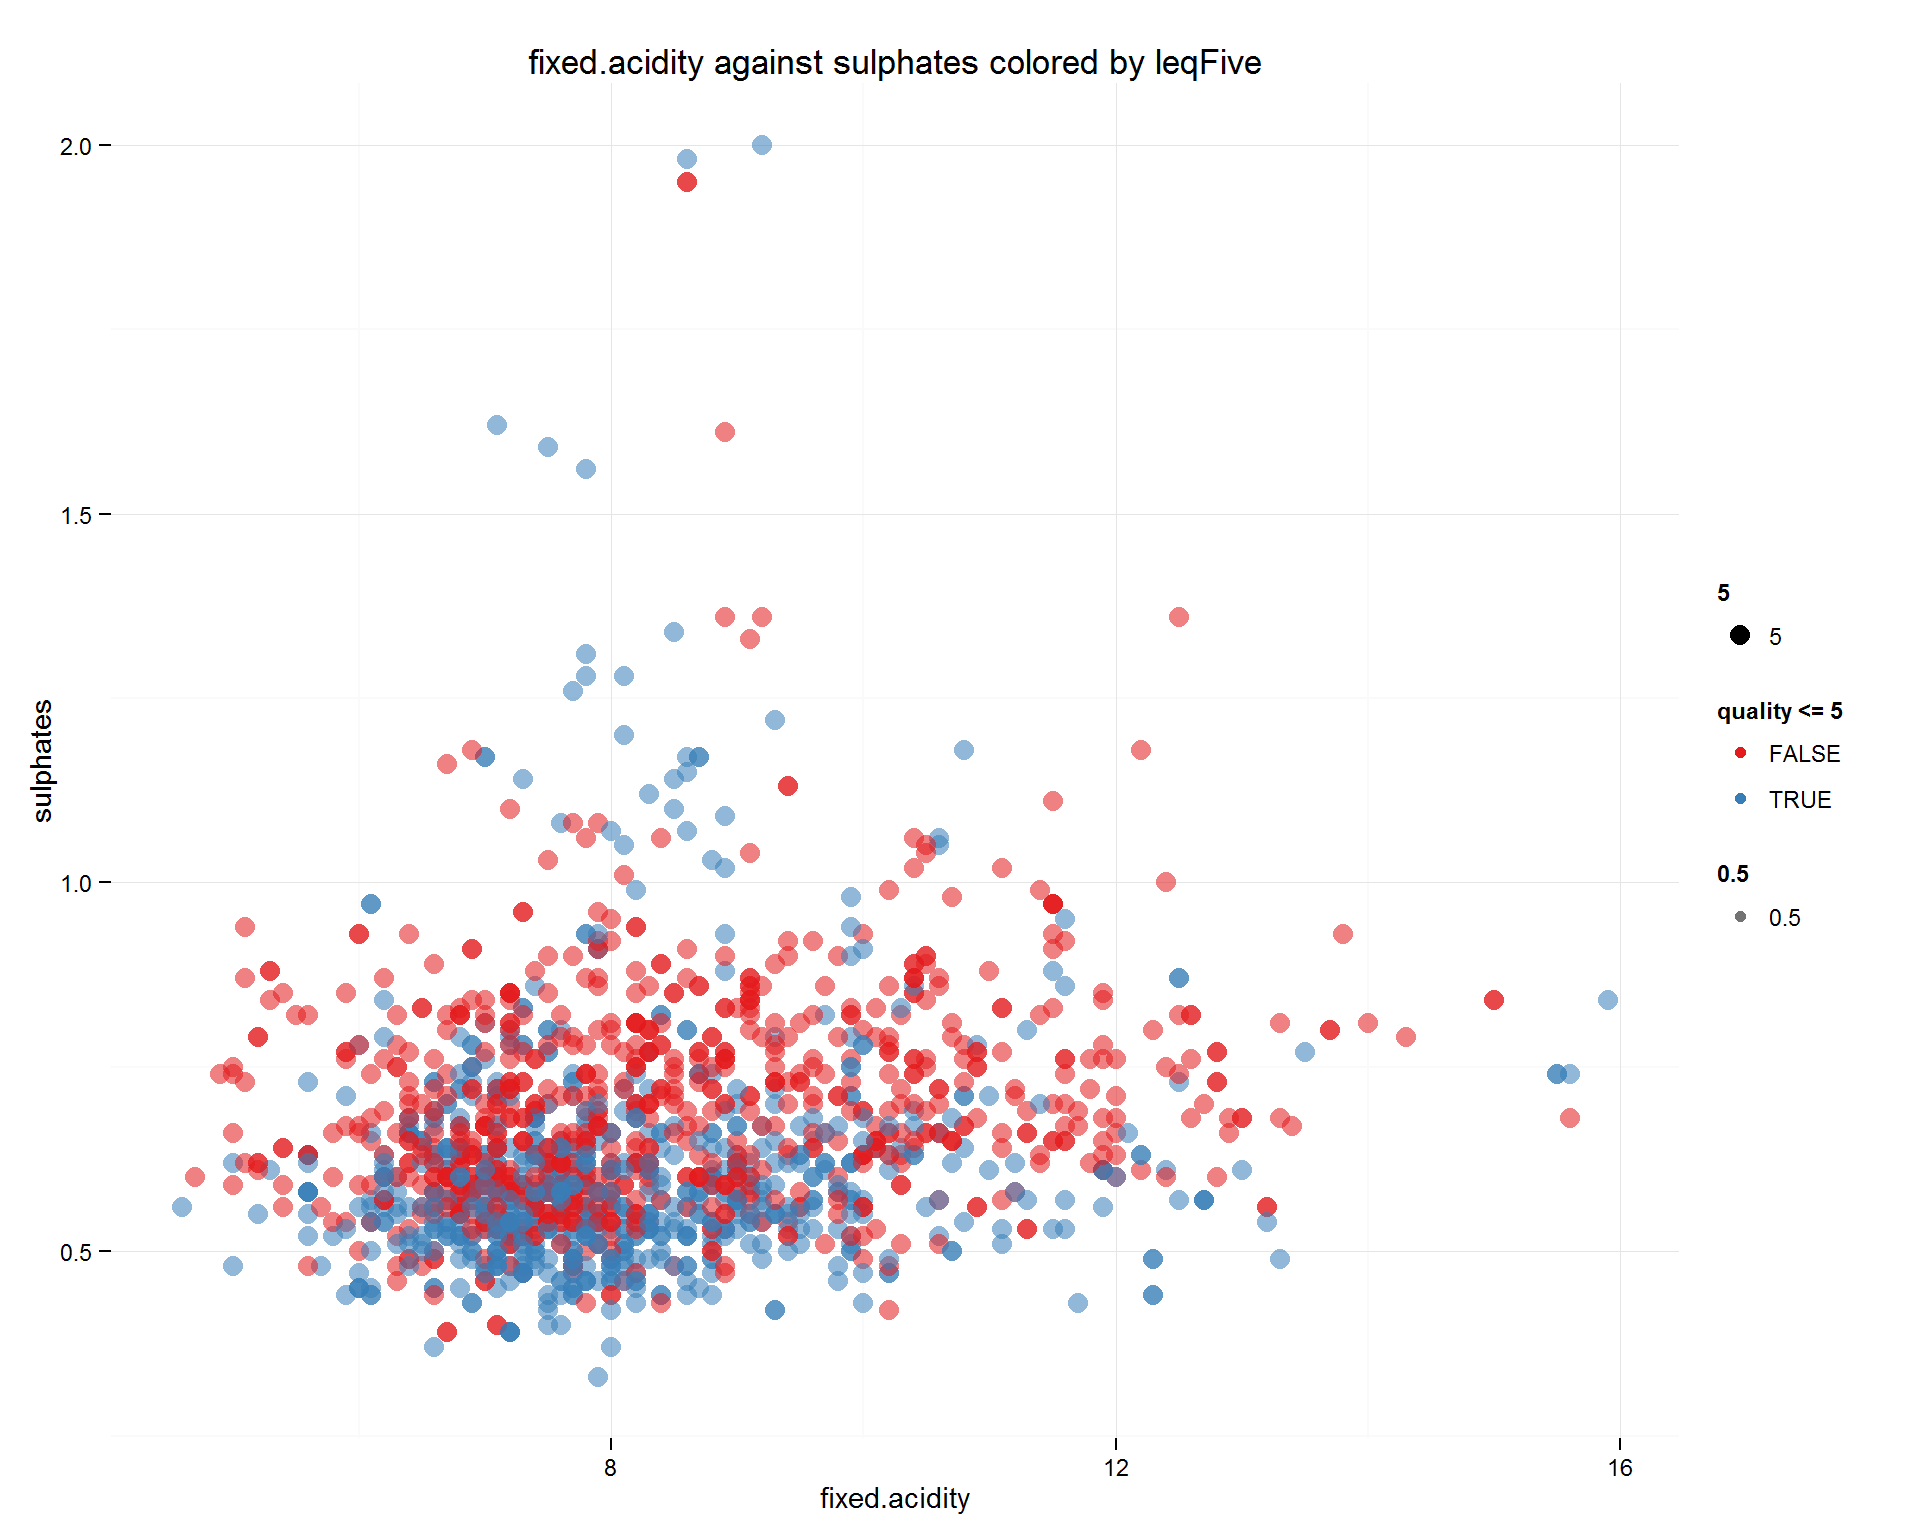 fixed.acidity against sulphates colored by leqFive
2.0
1.5
1.0
0.5
sulphates
8
12
16
fixed.acidity
5
5
quality <= 5
FALSE
TRUE
0.5
0.5